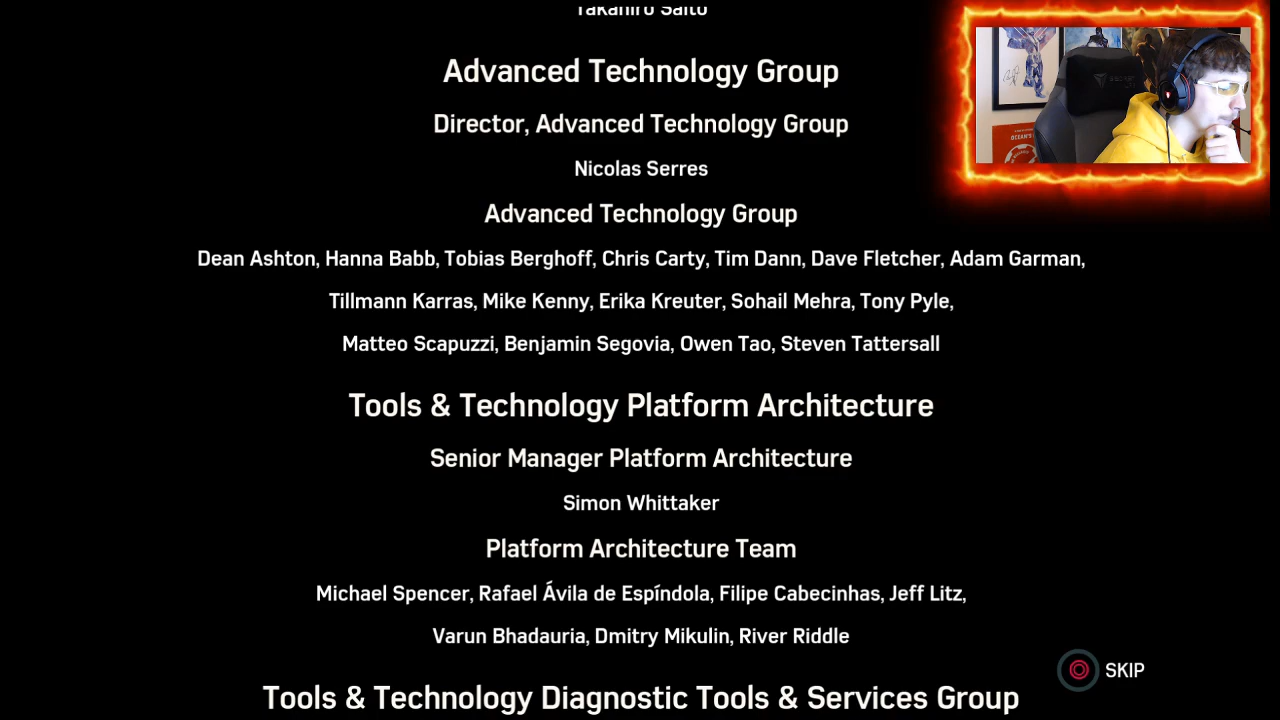 Takahiro Saito
Advanced Technology Group
Director, Advanced Technology Group
Nicolas Serres
Advanced Technology Group
Dean Ashton, Hanna Babb, Tobias Berghoff, Chris Carty, Tim Dann, Dave Fletcher, Adam Garman,
Tillmann Karras, Mike Kenny, Erika Kreuter, Sohail Mehra, Tony Pyle,
Matteo Scapuzzi, Benjamin Segovia, Owen Tao, Steven Tattersall
Tools & Technology Platform Architecture
Senior Manager Platform Architecture
Simon Whittaker
Platform Architecture Team
Michael Spencer, Rafael Ávila de Espíndola, Filipe Cabecinhas, Jeff Litz,
Varun Bhadauria, Dmitry Mikulin, River Riddle
SKIP
Tools & Technology Diagnostic Tools & Services Group
OCEAN'S